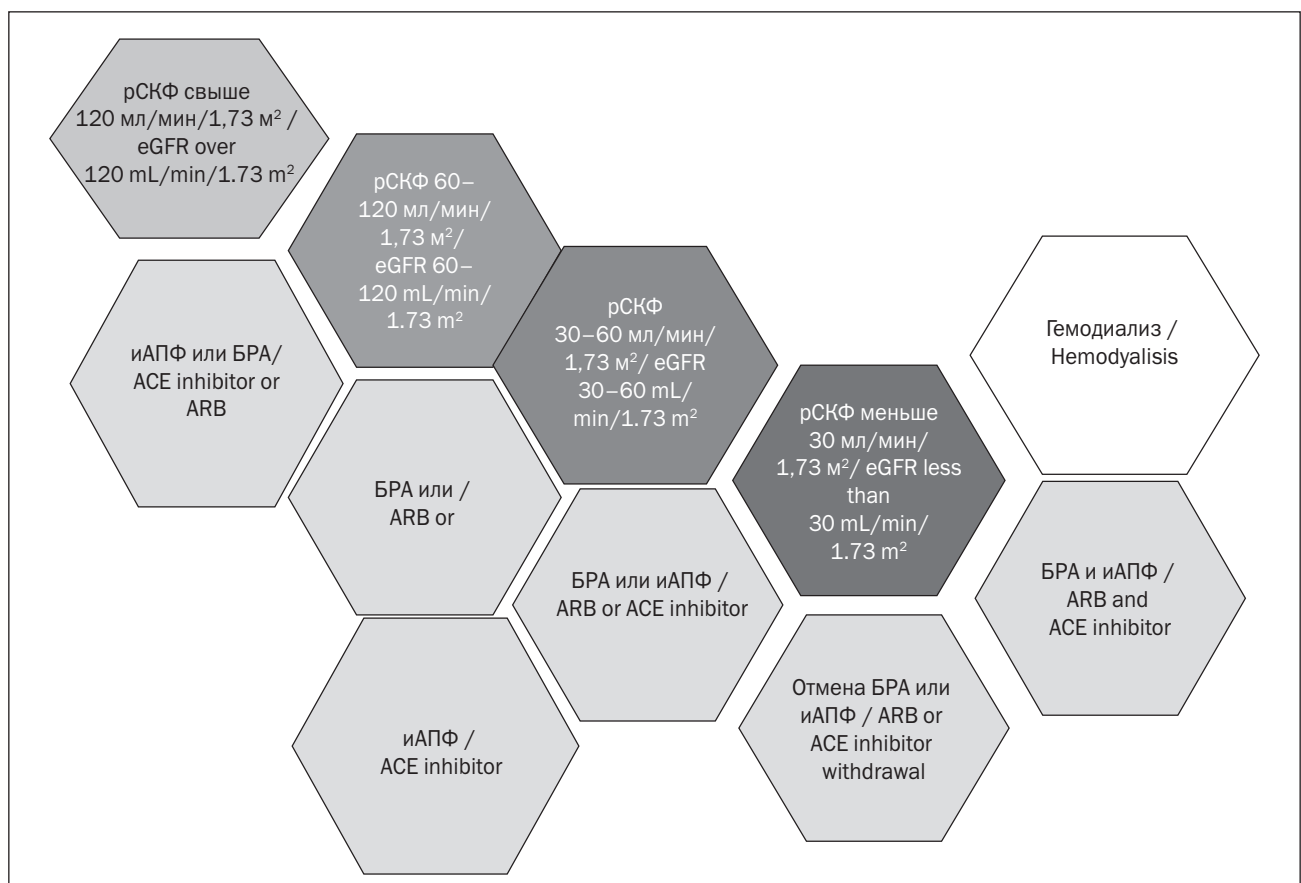 рСКФ свыше
120 мл/мин/1,73 м² /
eGFR over
120 mL/min/1.73 m²
рСКФ 60–
120 мл/мин/
1,73 м²/
eGFR 60–
120 mL/min/
1.73 m²
рСКФ
30–60 мл/мин/
1,73 м²/ eGFR
30–60 mL/
min/1.73 m²
рСКФ меньше
30 мл/мин/
1,73 м²/ eGFR less
than
30 mL/min/
1.73 m²
Гемодиализ /
Hemodyalisis
иАПФ или БРА/
ACE inhibitor or
ARB
БРА или /
ARB or
иАПФ /
ACE inhibitor
БРА или иАПФ /
ARB or ACE inhibitor
Отмена БРА или
иАПФ / ARB or
ACE inhibitor
withdrawal
БРА и иАПФ /
ARB and
ACE inhibitor